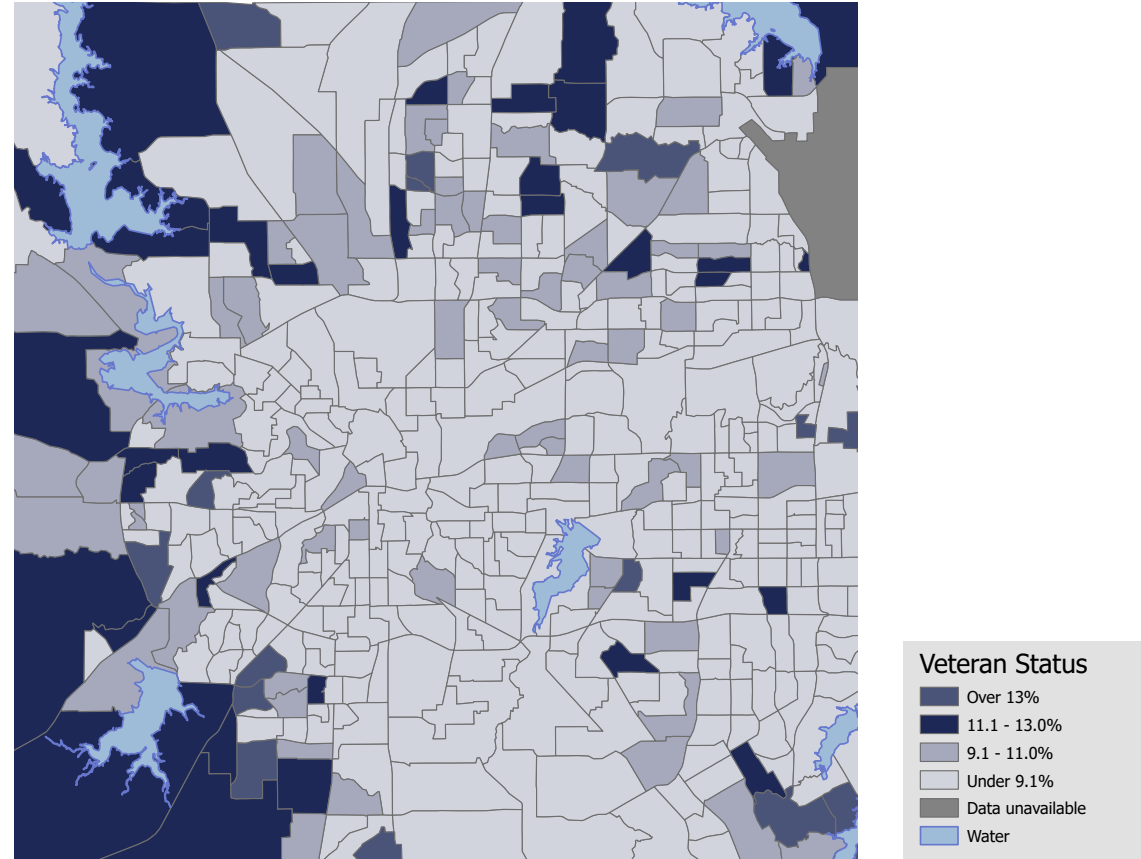 Veteran Status
Over 13%
11.1 - 13.0%
9.1 - 11.0%
Under 9.1%
Data unavailable
Water